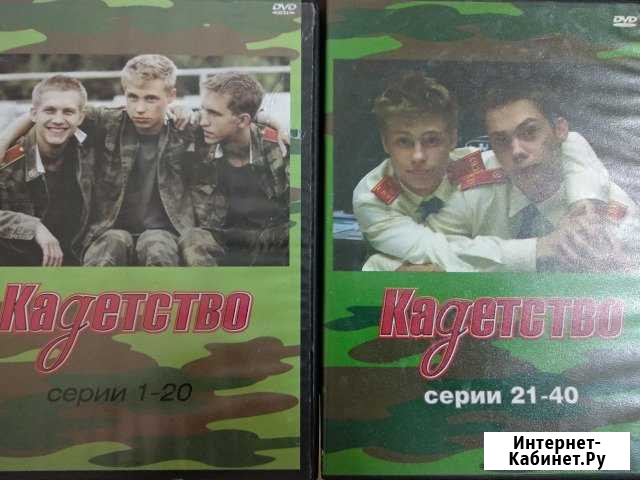 DVD
Кадетство
серии 1-20
DVD
Кадетство
серии 21-40
Интернет-
Кабинет.Ру